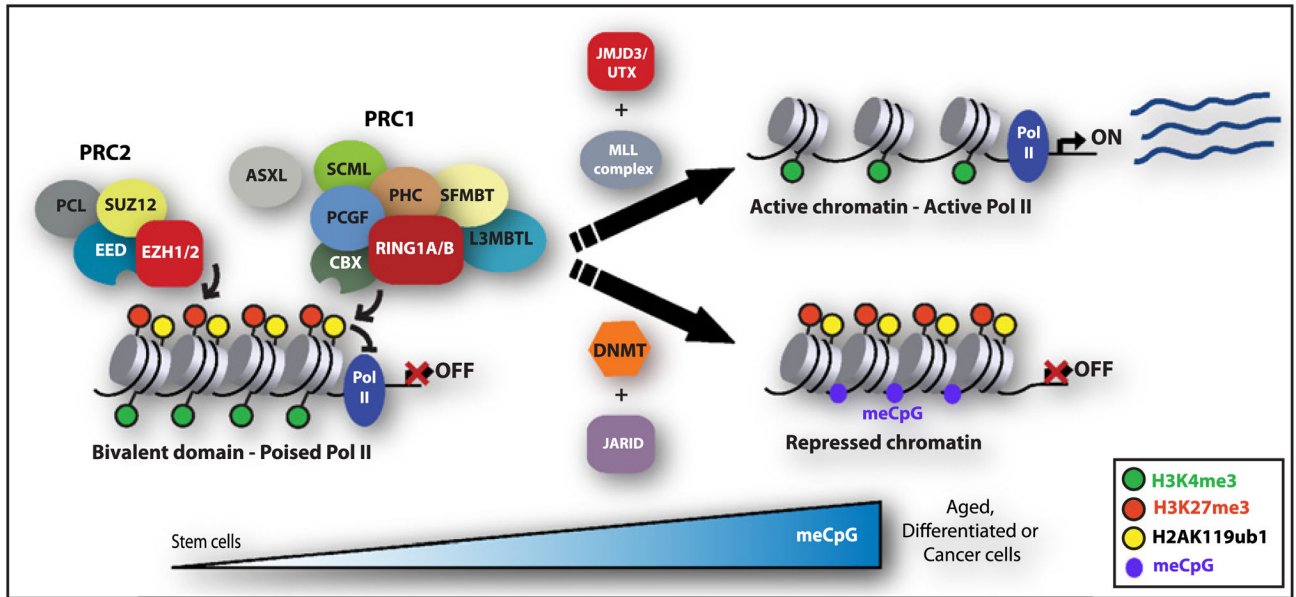 PRC2
PCL
SUZ12
EED
EZH1/2
PRC1
ASXL
SCML
PHC
SFMBT
PCGF
RING1A/B
L3MBTL
CBX
Pol
II
OFF
Bivalent domain - Poised Pol II
JMJD3/
UTX
+
MLL
complex
Pol
II
ON
Active chromatin - Active Pol II
DNMT
+
JARID
OFF
meCpG
Repressed chromatin
Stem cells
meCpG
Aged,
Differentiated or
Cancer cells
H3K4me3
H3K27me3
H2AK119ub1
meCpG